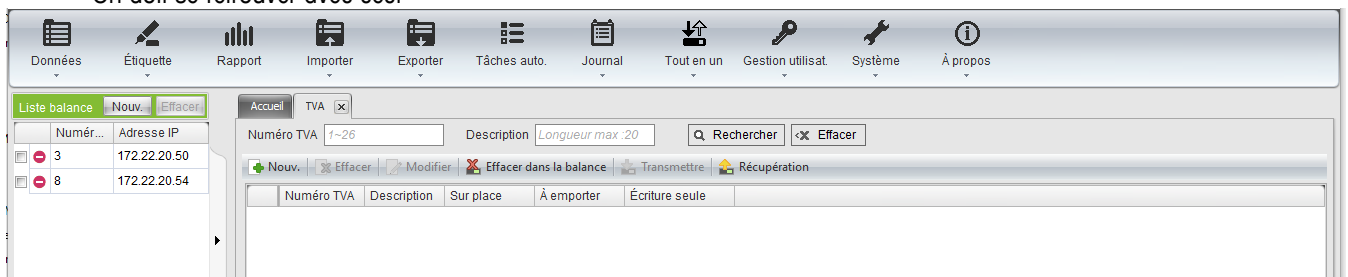 Données Étiquette Rapport Importer Exporter Tâches auto. Journal Tout en un Gestion utilisat. Système À propos
Liste balance Nouv. Effacer
Numér... Adresse IP
3 172.22.20.50
8 172.22.20.54
Accueil TVA
Numéro TVA 1~26 Description Longueur max :20 Rechercher Effacer
Nouv. Effacer Modifier Effacer dans la balance Transmettre Récupération
Numéro TVA Description Sur place À emporter Écriture seule